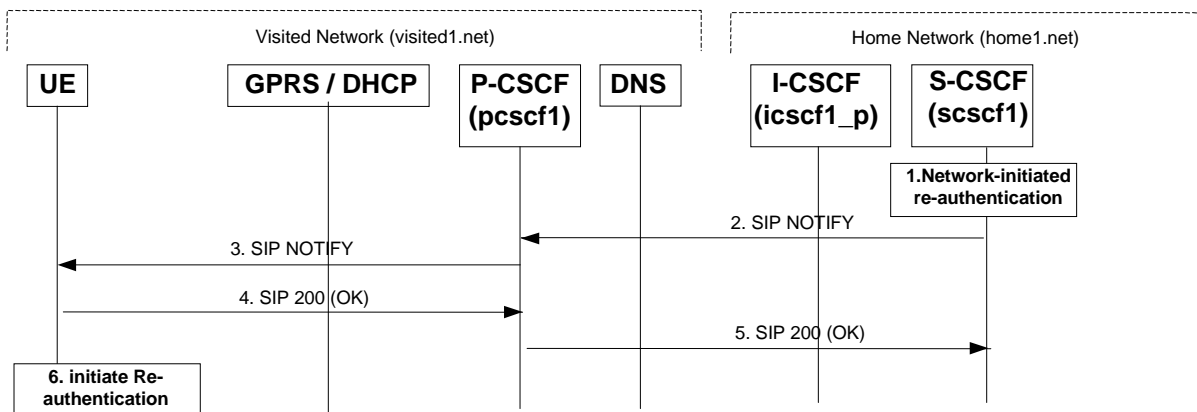 Visited Network (visited1.net)
Home Network (home1.net)
UE
GPRS / DHCP
P-CSCF
(pcscf1)
DNS
I-CSCF
(icscf1_p)
S-CSCF
(scscf1)
1.Network-initiated
re-authentication
2. SIP NOTIFY
3. SIP NOTIFY
4. SIP 200 (OK)
5. SIP 200 (OK)
6. initiate Re-
authentication